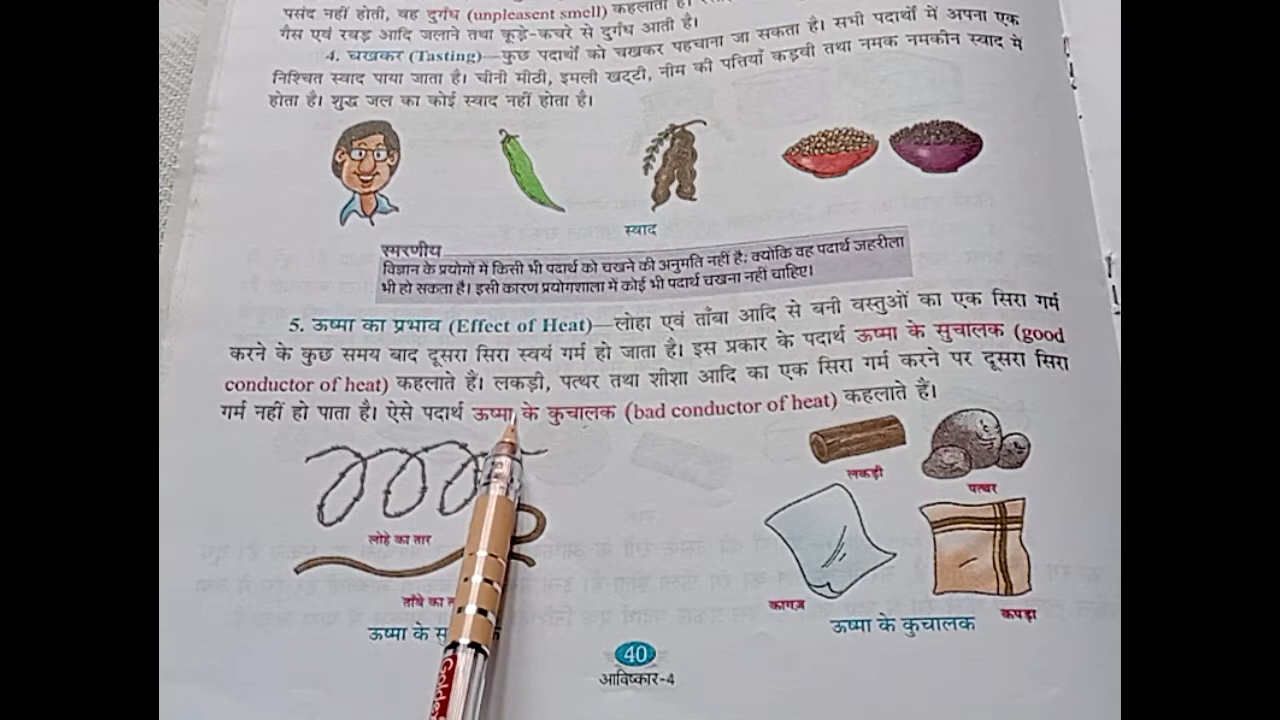 पसंद नहीं होती, वह दुर्गंध (unpleasent smell) कहलाती है।
गैस एवं रबड़ आदि जलाने तथा कूड़े-कचरे से दुर्गंध आती है।
4. चखकर (Tasting)—कुछ पदार्थों को चखकर पहचाना जा सकता है। सभी पदार्थों में अपना एक
निश्चित स्वाद पाया जाता है। चीनी मीठी, इमली खट्टी, नीम की पत्तियाँ कड़वी तथा नमक नमकीन स्वाद में
होता है। शुद्ध जल का कोई स्वाद नहीं होता है।
स्वाद
स्मरणीय
विज्ञान के प्रयोगों में किसी भी पदार्थ को चखने की अनुमति नहीं है; क्योंकि वह पदार्थ जहरीला
भी हो सकता है। इसी कारण प्रयोगशाला में कोई भी पदार्थ चखना नहीं चाहिए।
5. ऊष्मा का प्रभाव (Effect of Heat)—लोहा एवं ताँबा आदि से बनी वस्तुओं का एक सिरा गर्म
करने के कुछ समय बाद दूसरा सिरा स्वयं गर्म हो जाता है। इस प्रकार के पदार्थ ऊष्मा के सुचालक (good
conductor of heat) कहलाते हैं। लकड़ी, पत्थर तथा शीशा आदि का एक सिरा गर्म करने पर दूसरा सिरा
गर्म नहीं हो पाता है। ऐसे पदार्थ ऊष्मा के कुचालक (bad conductor of heat) कहलाते हैं।
लकड़ी
पत्थर
लोहे का तार
ताँबे का
कागज़
कपड़ा
ऊष्मा के
ऊष्मा के कुचालक
40
आविष्कार-4